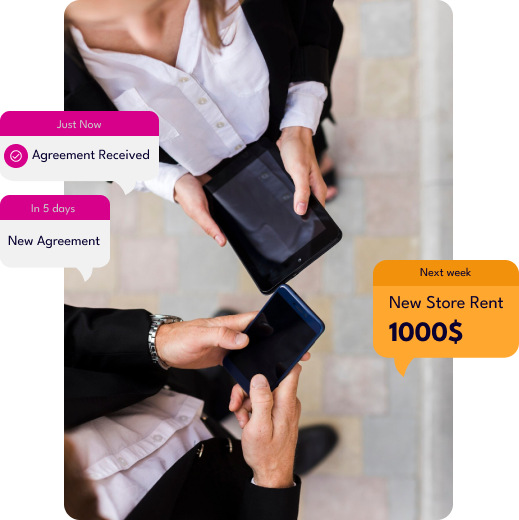 Just Now
Agreement Received
In 5 days
New Agreement
Next week
New Store Rent
1000$